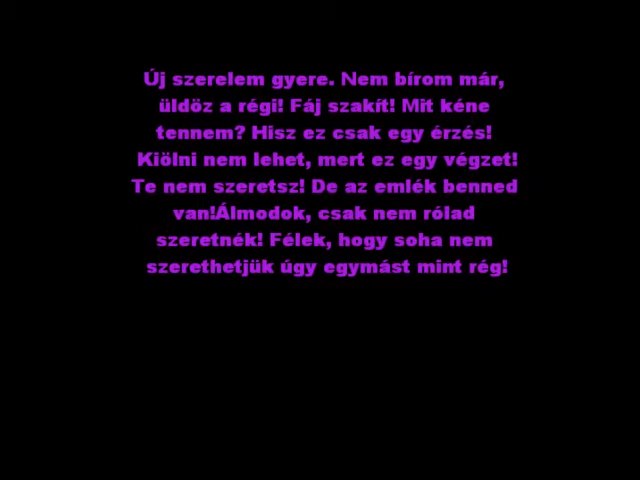 Új szerelem gyere. Nem bírom már,
üldöz a régi! Fáj szakít! Mit kéne
tennem? Hisz ez csak egy érzés!
Kiölni nem lehet, mert ez egy végzet!
Te nem szeretsz! De az emlék benned
van!Álmodok, csak nem rólad
szeretnék! Félek, hogy soha nem
szerethetjük úgy egymást mint rég!